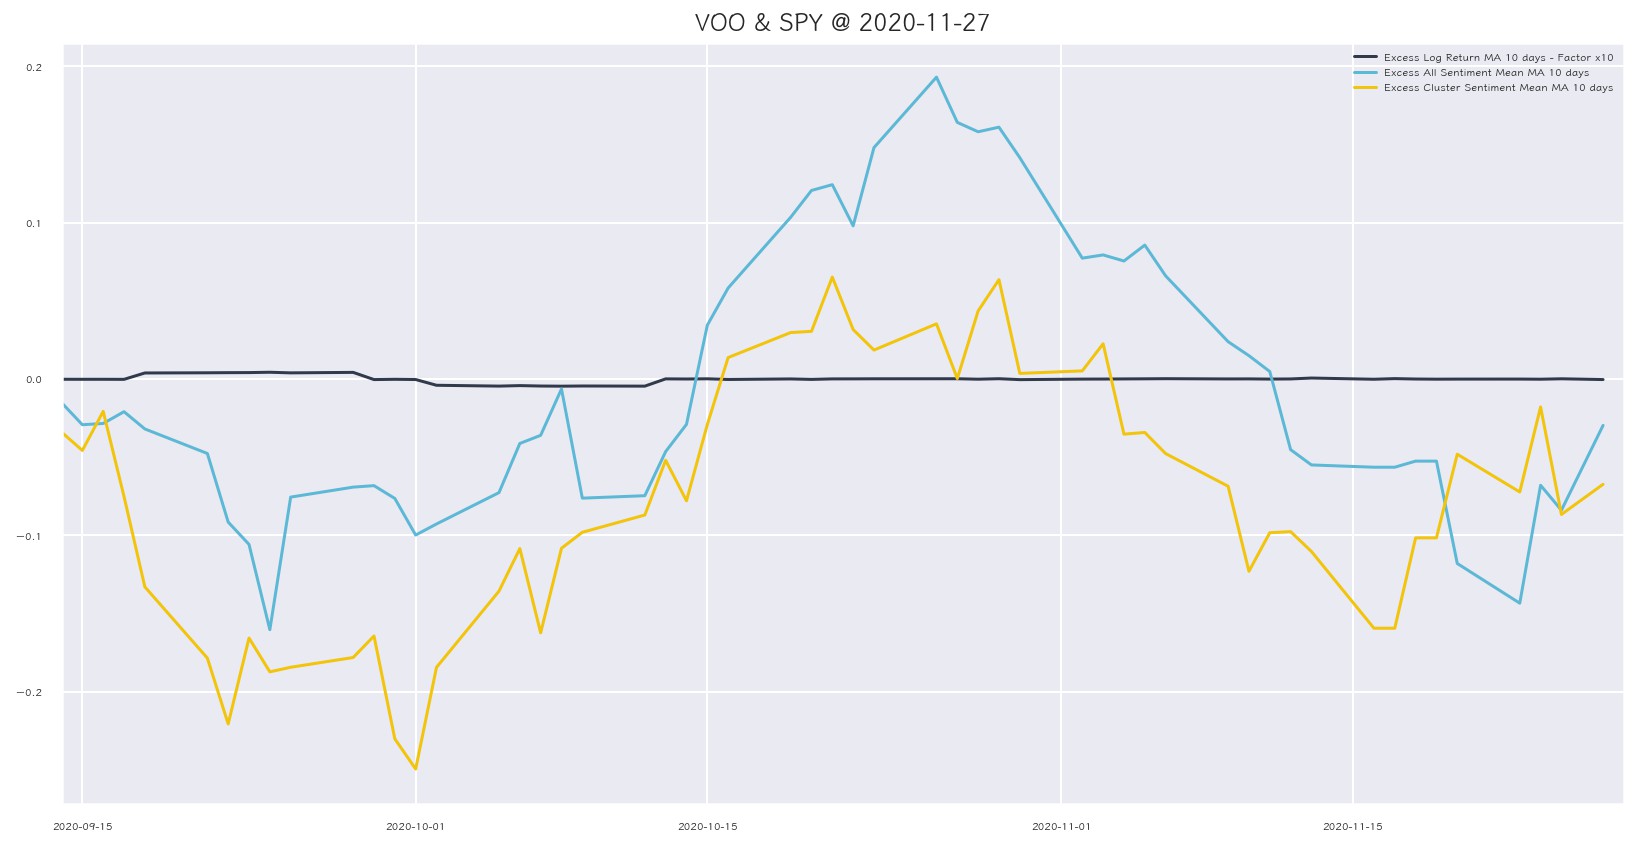 VOO & SPY @ 2020-11-27
Excess Log Return MA 10 days - Factor x10
Excess All Sentiment Mean MA 10 days
Excess Cluster Sentiment Mean MA 10 days
0.2
0.1
0.0
−0.1
−0.2
2020-09-15
2020-10-01
2020-10-15
2020-11-01
2020-11-15